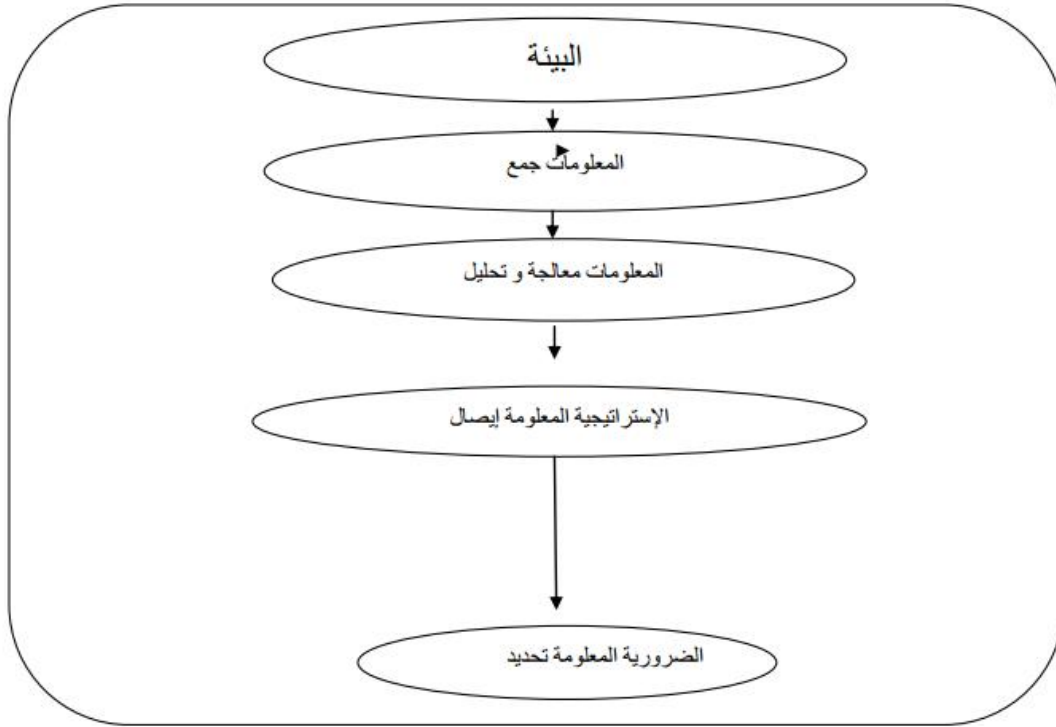 البيئة
المعلومات جمع
المعلومات معالجة و تحليل
الإستراتيجية المعلومة إيصال
الضرورية المعلومة تحديد